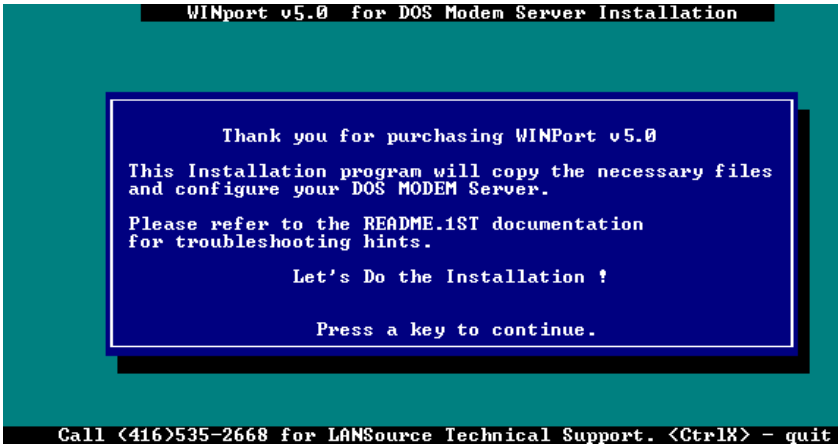 WINport v5.0 for DOS Modem Server Installation
Thank you for purchasing WINPort v5.0
This Installation program will copy the necessary files
and configure your DOS MODEM Server.
Please refer to the README.1ST documentation
for troubleshooting hints.
Let's Do the Installation !
Press a key to continue.
Call (416)535-2668 for LANSource Technical Support. <CtrlX> - quit